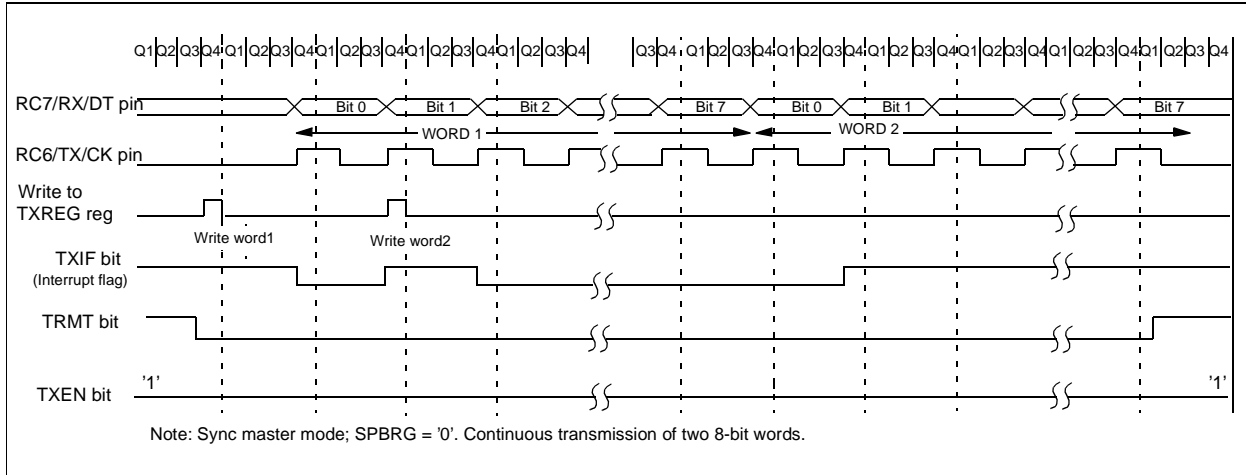 Q1 Q2 Q3 Q4 Q1 Q2 Q3 Q4 Q1 Q2 Q3 Q4 Q1 Q2 Q3 Q4 Q1 Q2 Q3 Q4 Q3 Q4 Q1 Q2 Q3 Q4 Q1 Q2 Q3 Q4 Q1 Q2 Q3 Q4 Q1 Q2 Q3 Q4 Q1 Q2 Q3 Q4 Q1 Q2 Q3 Q4
RC7/RX/DT pin Bit 0 Bit 1 Bit 2 Bit 7 Bit 0 Bit 1 Bit 7
WORD 1 WORD 2
RC6/TX/CK pin
Write to
TXREG reg
Write word1 Write word2
TXIF bit
(Interrupt flag)
TRMT bit
'1' '1'
TXEN bit
Note: Sync master mode; SPBRG = '0'. Continuous transmission of two 8-bit words.